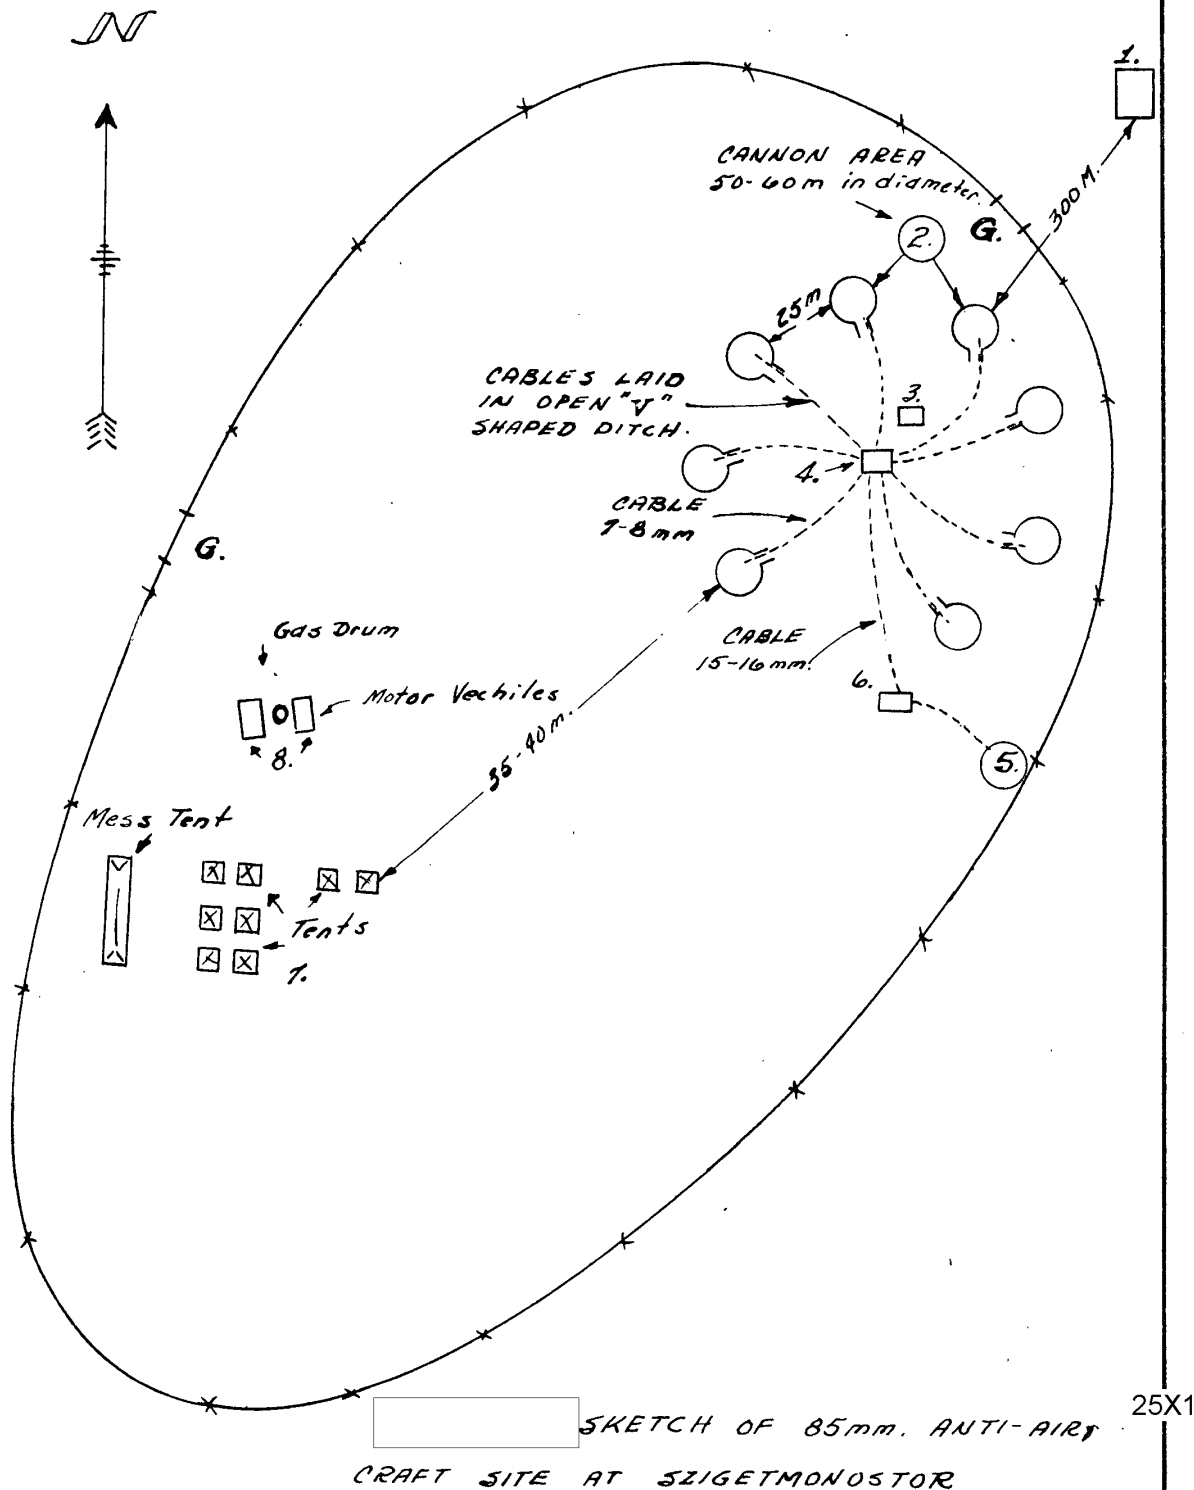 N
1.
CANNON AREA
50-60m in diameter.
2.
G.
300 M.
25m
CABLES LAID
IN OPEN "V"
SHAPED DITCH.
3.
4.
CABLE
7-8mm
G.
Gas Drum
CABLE
15-16mm.
6.
Motor Vechiles
8.
35-40m.
5.
Mess Tent
Tents
7.
25X1
SKETCH OF 85mm. ANTI-AIR
CRAFT SITE AT SZIGETMONOSTOR